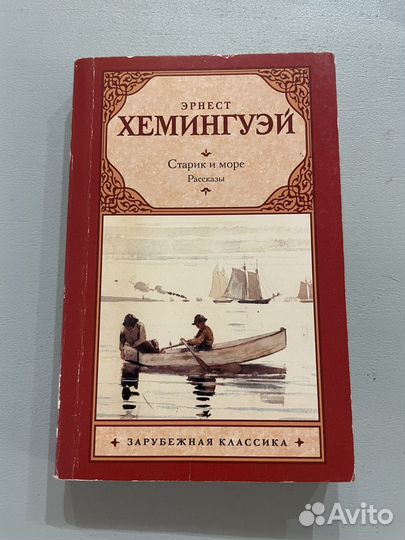 ЭРНЕСТ
ХЕМИНГУЭЙ
Старик и море
Рассказы
ЗАРУБЕЖНАЯ КЛАССИКА
Avito